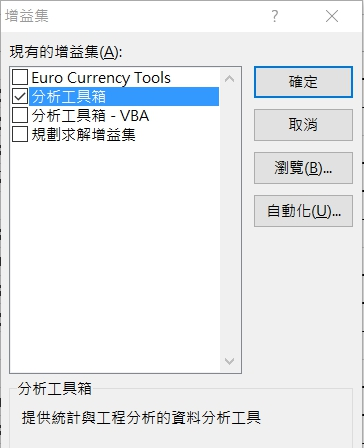 增益集
?
現有的增益集(A):
Euro Currency Tools
分析工具箱
分析工具箱 - VBA
規劃求解增益集
確定
取消
瀏覽(B)...
自動化(U)...
分析工具箱
提供統計與工程分析的資料分析工具